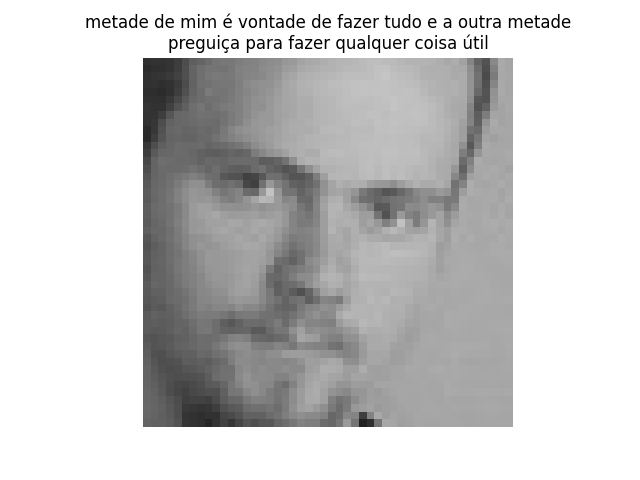 metade de mim é vontade de fazer tudo e a outra metade
preguiça para fazer qualquer coisa útil